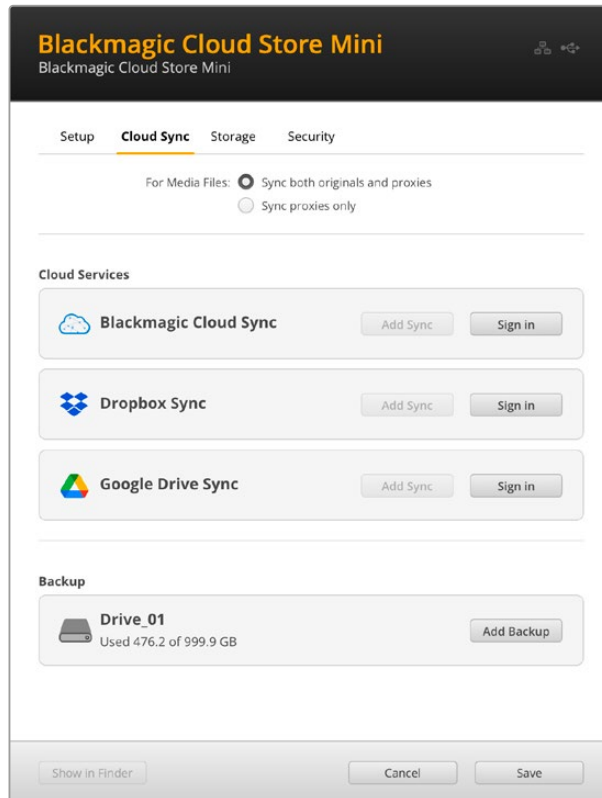 Blackmagic Cloud Store Mini
Blackmagic Cloud Store Mini
Setup Cloud Sync Storage Security
For Media Files: Sync both originals and proxies
Sync proxies only
Cloud Services
Blackmagic Cloud Sync Add Sync Sign in
Dropbox Sync Add Sync Sign in
Google Drive Sync Add Sync Sign in
Backup
Drive_01
Used 476.2 of 999.9 GB
Add Backup
Show in Finder Cancel Save